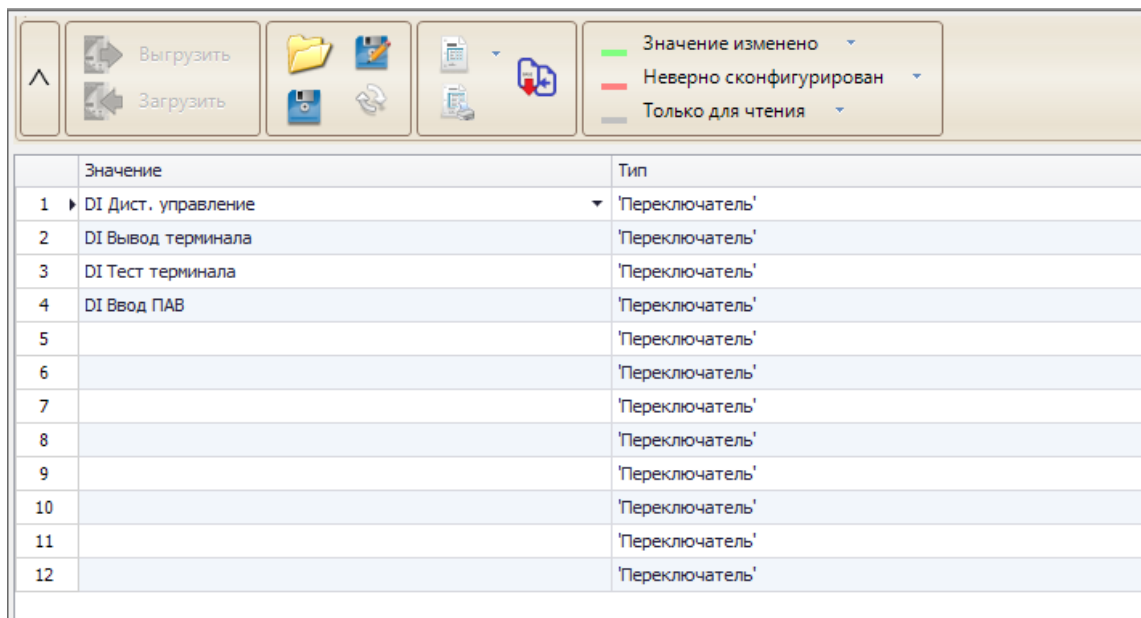 Выгрузить
Загрузить
Значение изменено
Неверно сконфигурирован
Только для чтения
Значение Тип
1 DI Дист. управление 'Переключатель'
2 DI Вывод терминала 'Переключатель'
3 DI Тест терминала 'Переключатель'
4 DI Ввод ПАВ 'Переключатель'
5 'Переключатель'
6 'Переключатель'
7 'Переключатель'
8 'Переключатель'
9 'Переключатель'
10 'Переключатель'
11 'Переключатель'
12 'Переключатель'